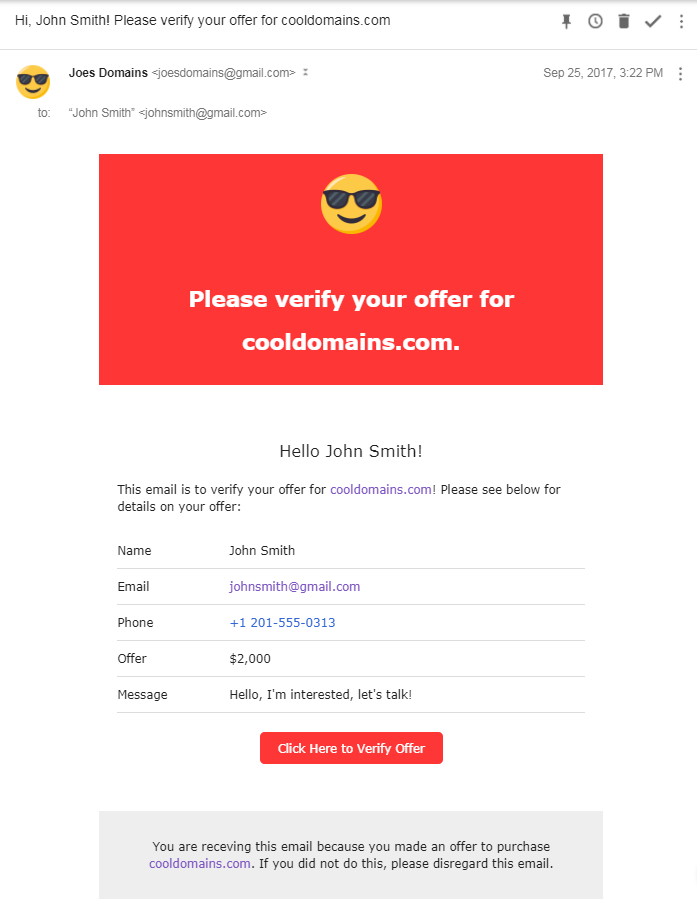 Hi, John Smith! Please verify your offer for cooldomains.com
Joes Domains <joesdomains@gmail.com>
Sep 25, 2017, 3:22 PM
to: "John Smith" <johnsmith@gmail.com>
Please verify your offer for
cooldomains.com.
Hello John Smith!
This email is to verify your offer for cooldomains.com! Please see below for
details on your offer:
Name John Smith
Email johnsmith@gmail.com
Phone +1 201-555-0313
Offer $2,000
Message Hello, I'm interested, let's talk!
Click Here to Verify Offer
You are receving this email because you made an offer to purchase
cooldomains.com. If you did not do this, please disregard this email.